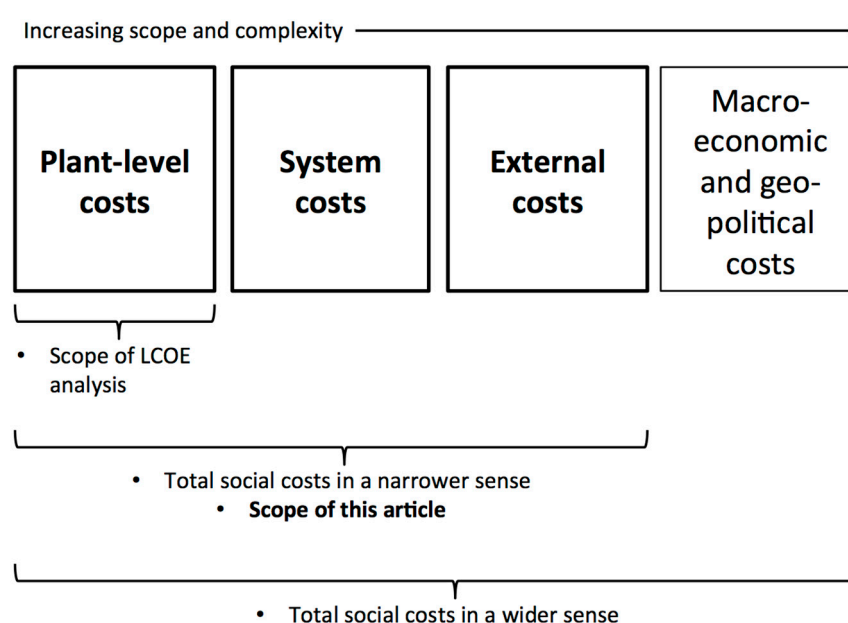 Increasing scope and complexity
Plant-level
costs
System
costs
External
costs
Macro-
economic
and geo-
political
costs
• Scope of LCOE
analysis
• Total social costs in a narrower sense
• Scope of this article
• Total social costs in a wider sense